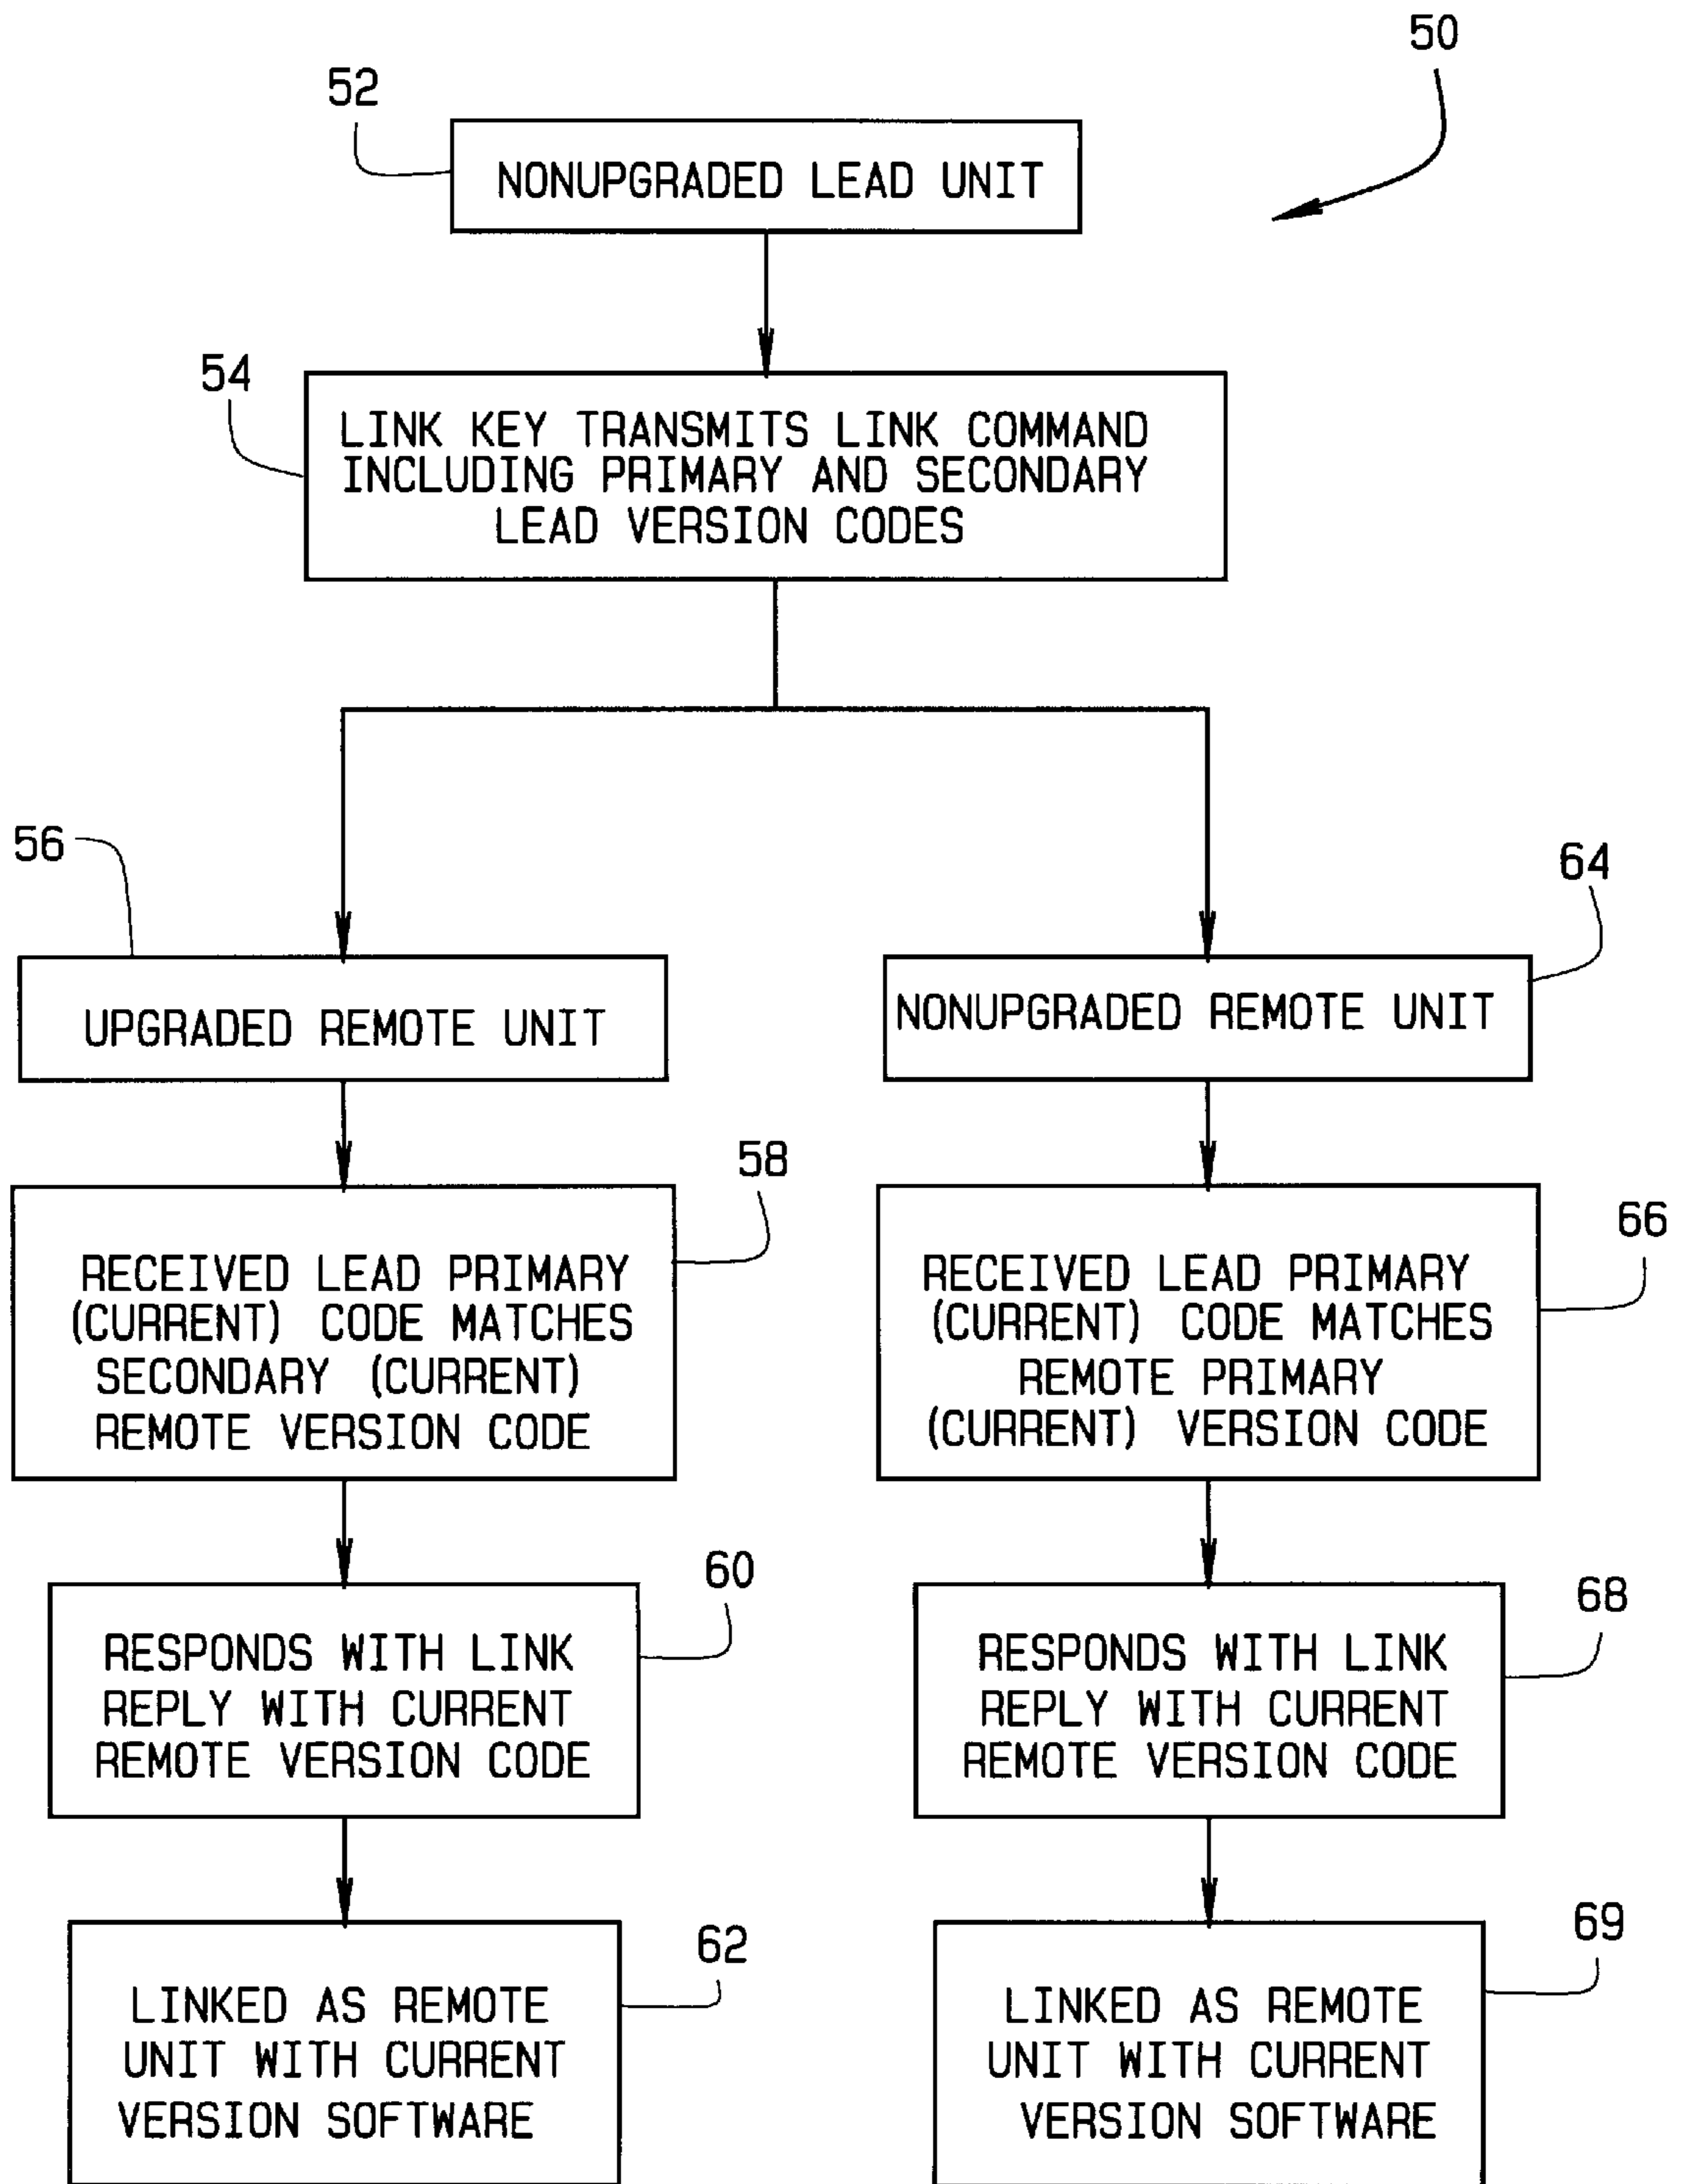 50
52
NONUPGRADED LEAD UNIT
54
LINK KEY TRANSMITS LINK COMMAND
INCLUDING PRIMARY AND SECONDARY
LEAD VERSION CODES
56
UPGRADED REMOTE UNIT
58
RECEIVED LEAD PRIMARY
(CURRENT) CODE MATCHES
SECONDARY (CURRENT)
REMOTE VERSION CODE
60
RESPONDS WITH LINK
REPLY WITH CURRENT
REMOTE VERSION CODE
62
LINKED AS REMOTE
UNIT WITH CURRENT
VERSION SOFTWARE
64
NONUPGRADED REMOTE UNIT
66
RECEIVED LEAD PRIMARY
(CURRENT) CODE MATCHES
REMOTE PRIMARY
(CURRENT) VERSION CODE
68
RESPONDS WITH LINK
REPLY WITH CURRENT
REMOTE VERSION CODE
69
LINKED AS REMOTE
UNIT WITH CURRENT
VERSION SOFTWARE